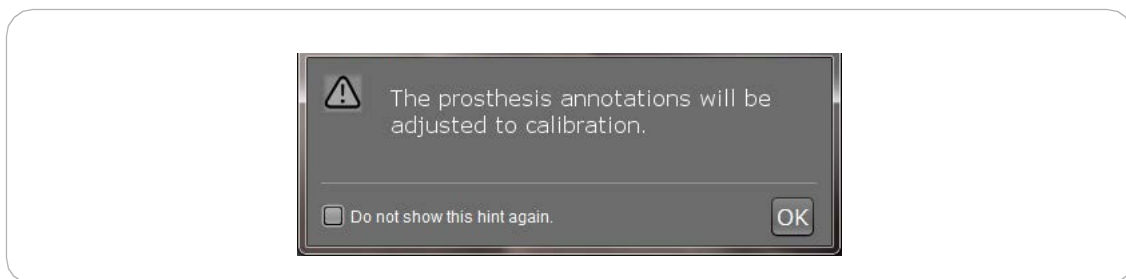 The prosthesis annotations will be
adjusted to calibration.
Do not show this hint again.
OK